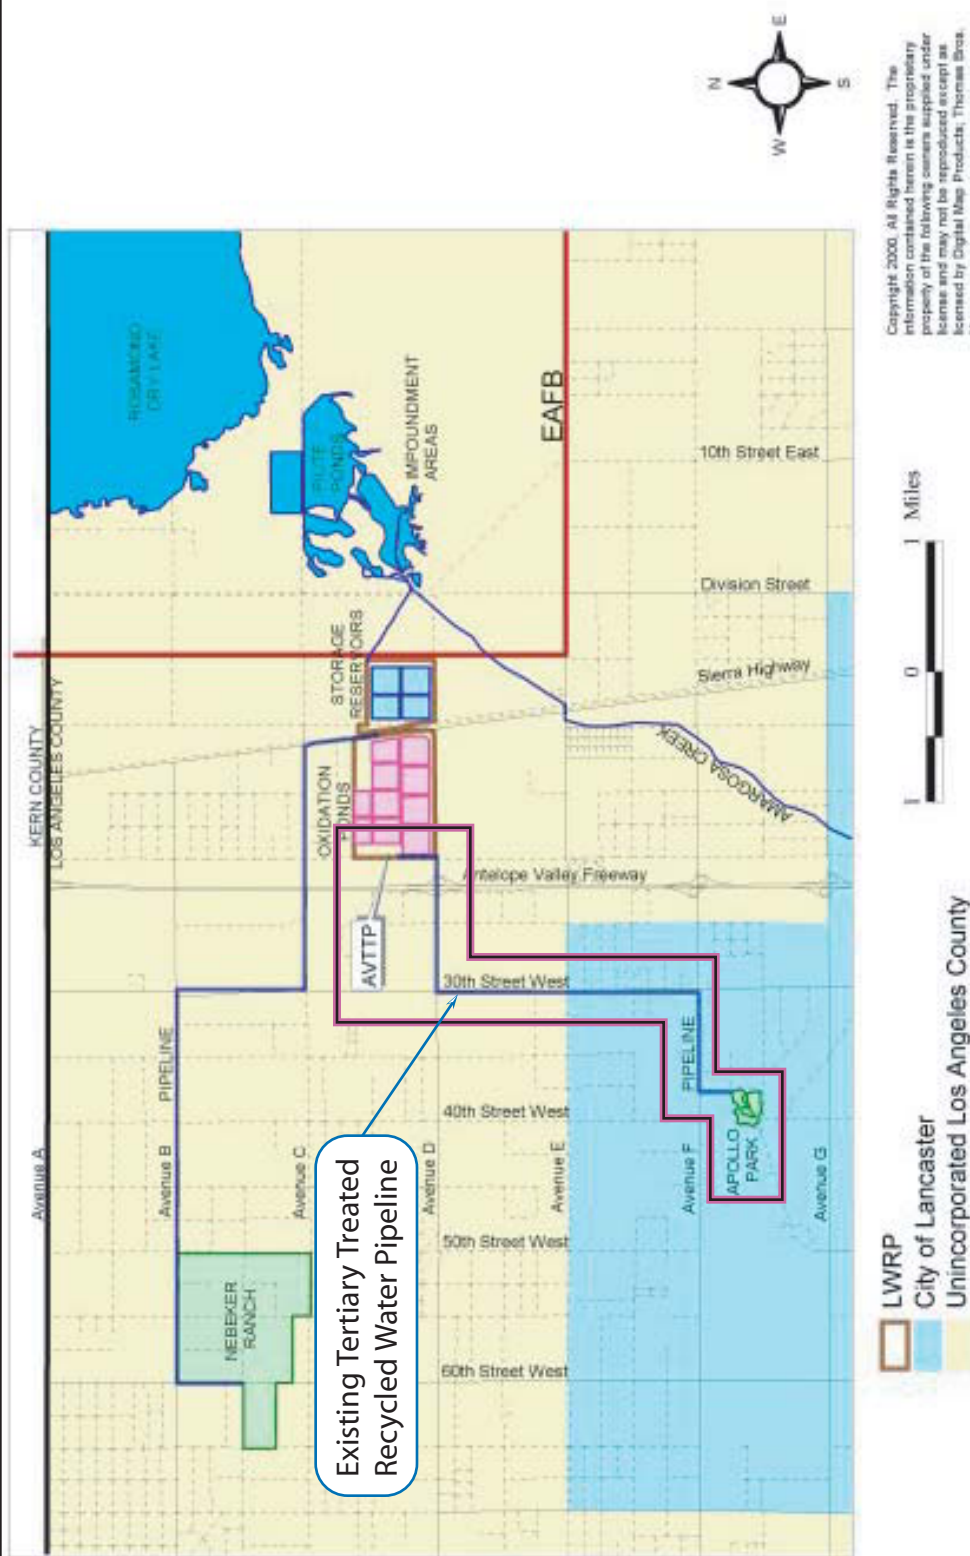 Avenue A
KERN COUNTY
LOS ANGELES COUNTY
ROSAMOND
DRY LAKE
Avenue B
PIPELINE
NEBEKER
RANCH
Avenue C
OXIDATION
PONDS
STORAGE
RESERVOIRS
PIUTE
PONDS
IMPOUNDMENT
AREAS
AVTTP
Existing Tertiary Treated
Recycled Water Pipeline
Avenue D
60th Street West
50th Street West
40th Street West
30th Street West
Antelope Valley Freeway
Avenue E
EAFB
AMARGOSA CREEK
Sierra Highway
Division Street
10th Street East
Avenue F
PIPELINE
APOLLO
PARK
Avenue G
N
W
E
S
LWRP
City of Lancaster
Unincorporated Los Angeles County
1 0 1 Miles
Copyright 2000, All Rights Reserved. The
information contained herein is the proprietary
property of the following owners supplied under
license and may not be reproduced except as
licensed by Digital Map Products; Thomas Bros.